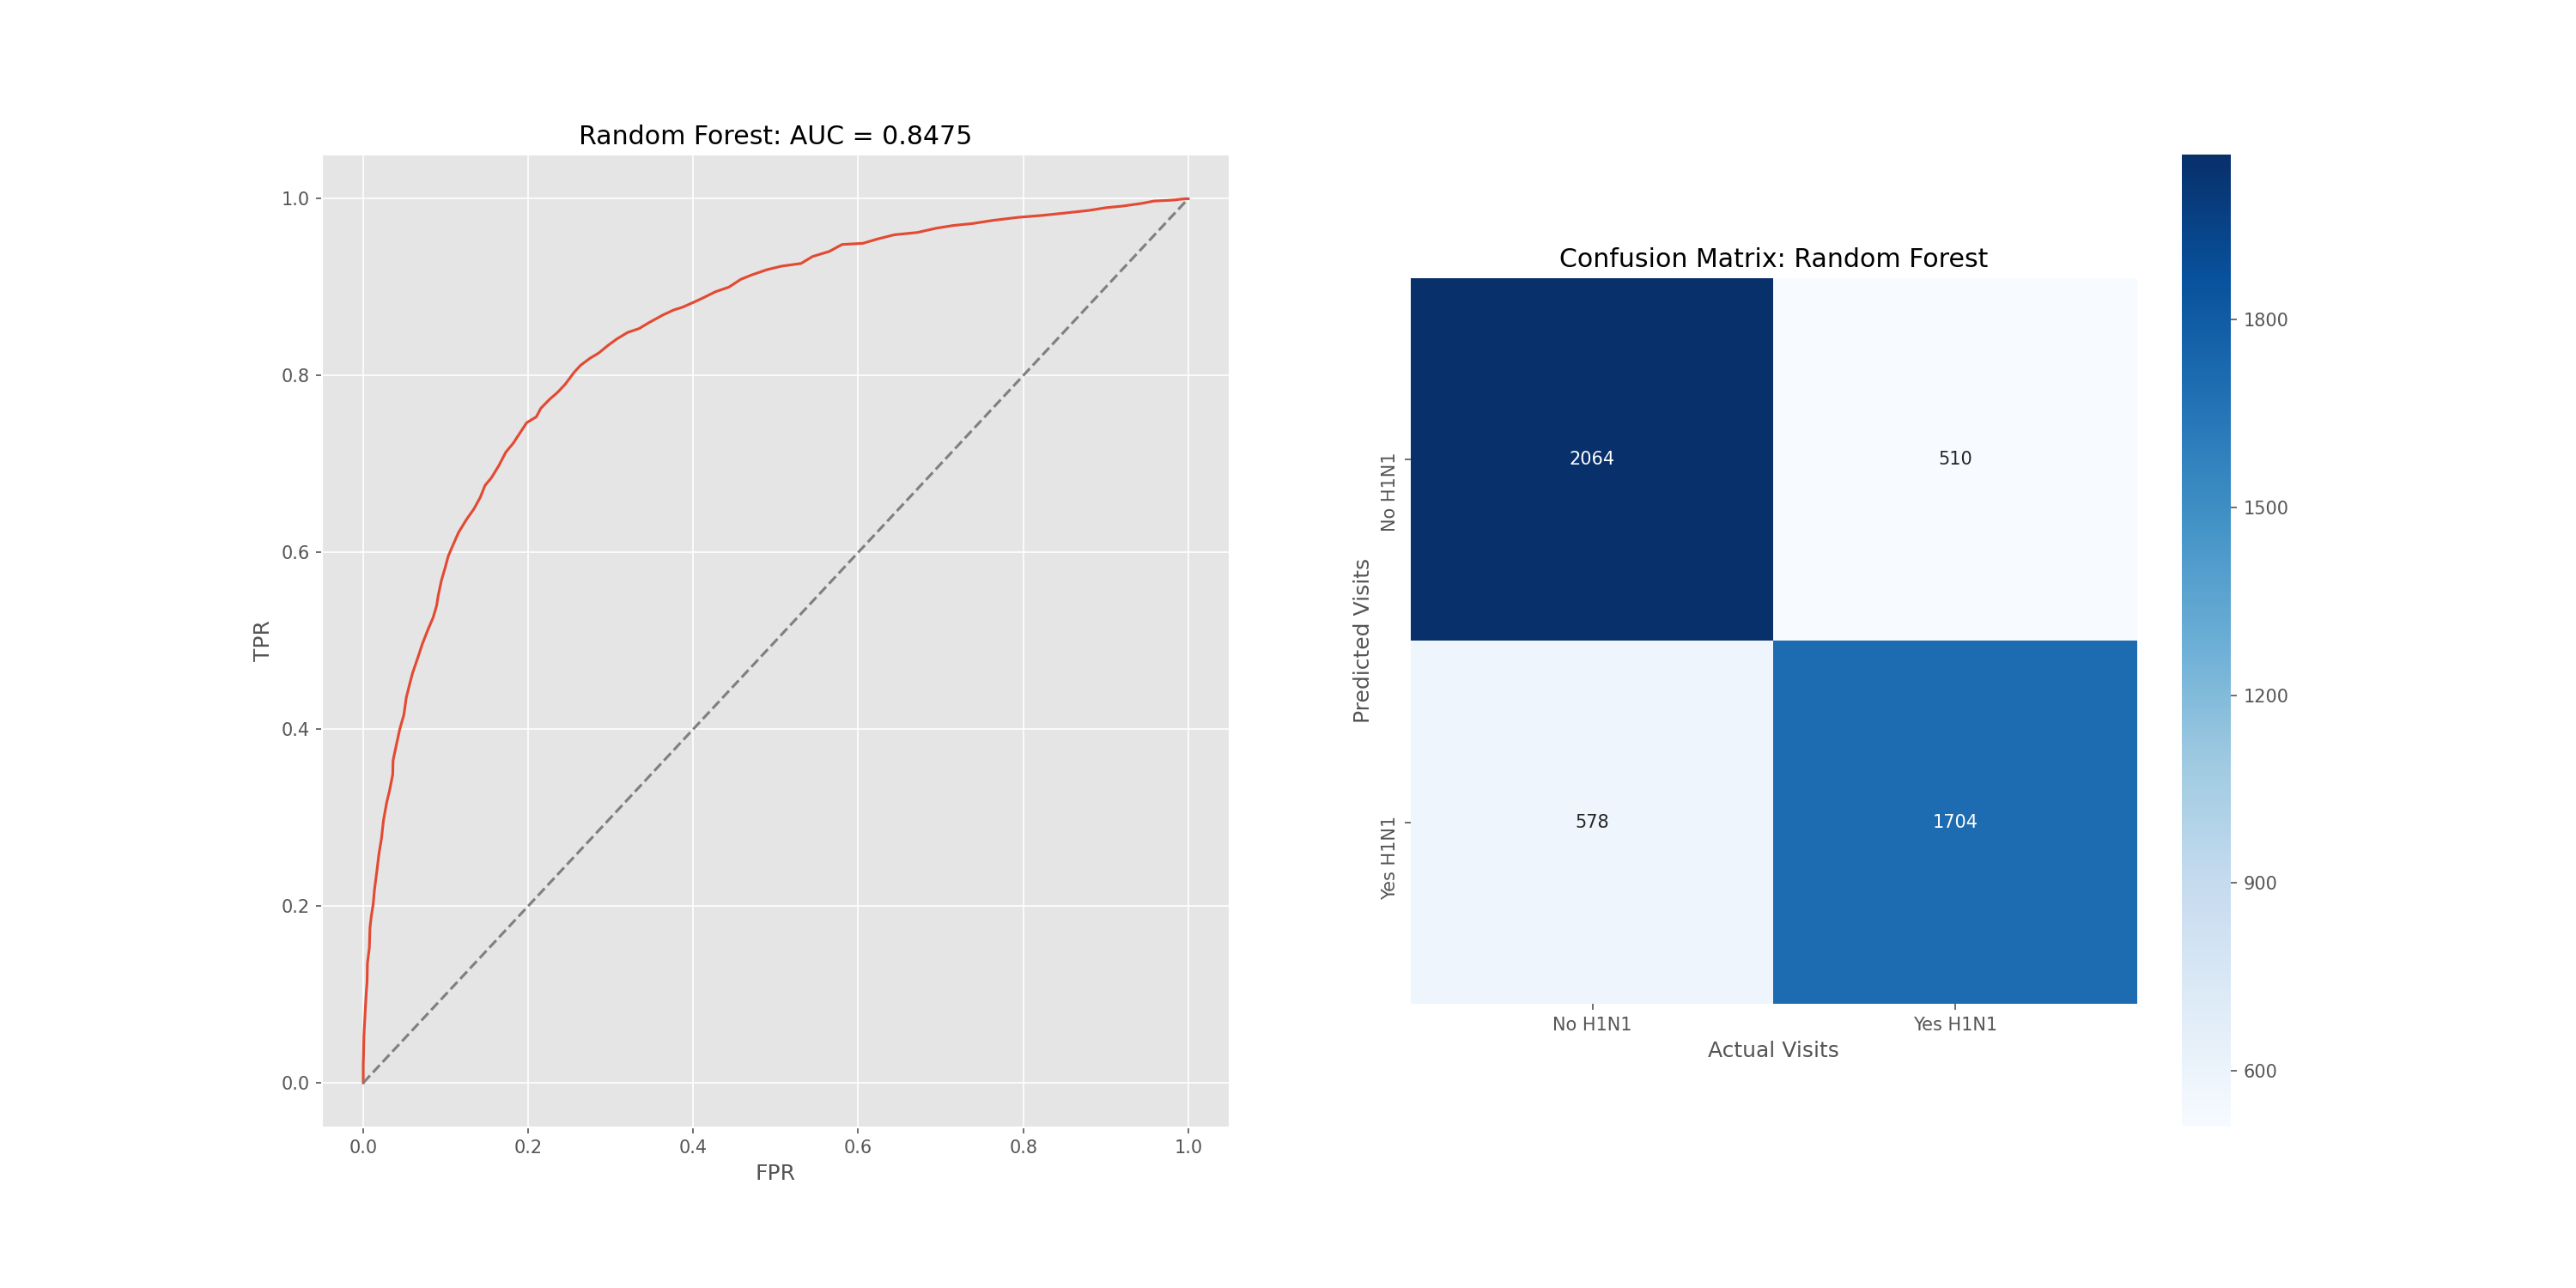 Random Forest: AUC = 0.8475
1.0
0.8
0.6
0.4
0.2
0.0
TPR
0.0 0.2 0.4 0.6 0.8 1.0
FPR
Confusion Matrix: Random Forest
Predicted Visits
No H1N1
Yes H1N1
2064 510
578 1704
No H1N1 Yes H1N1
Actual Visits
1800
1500
1200
900
600